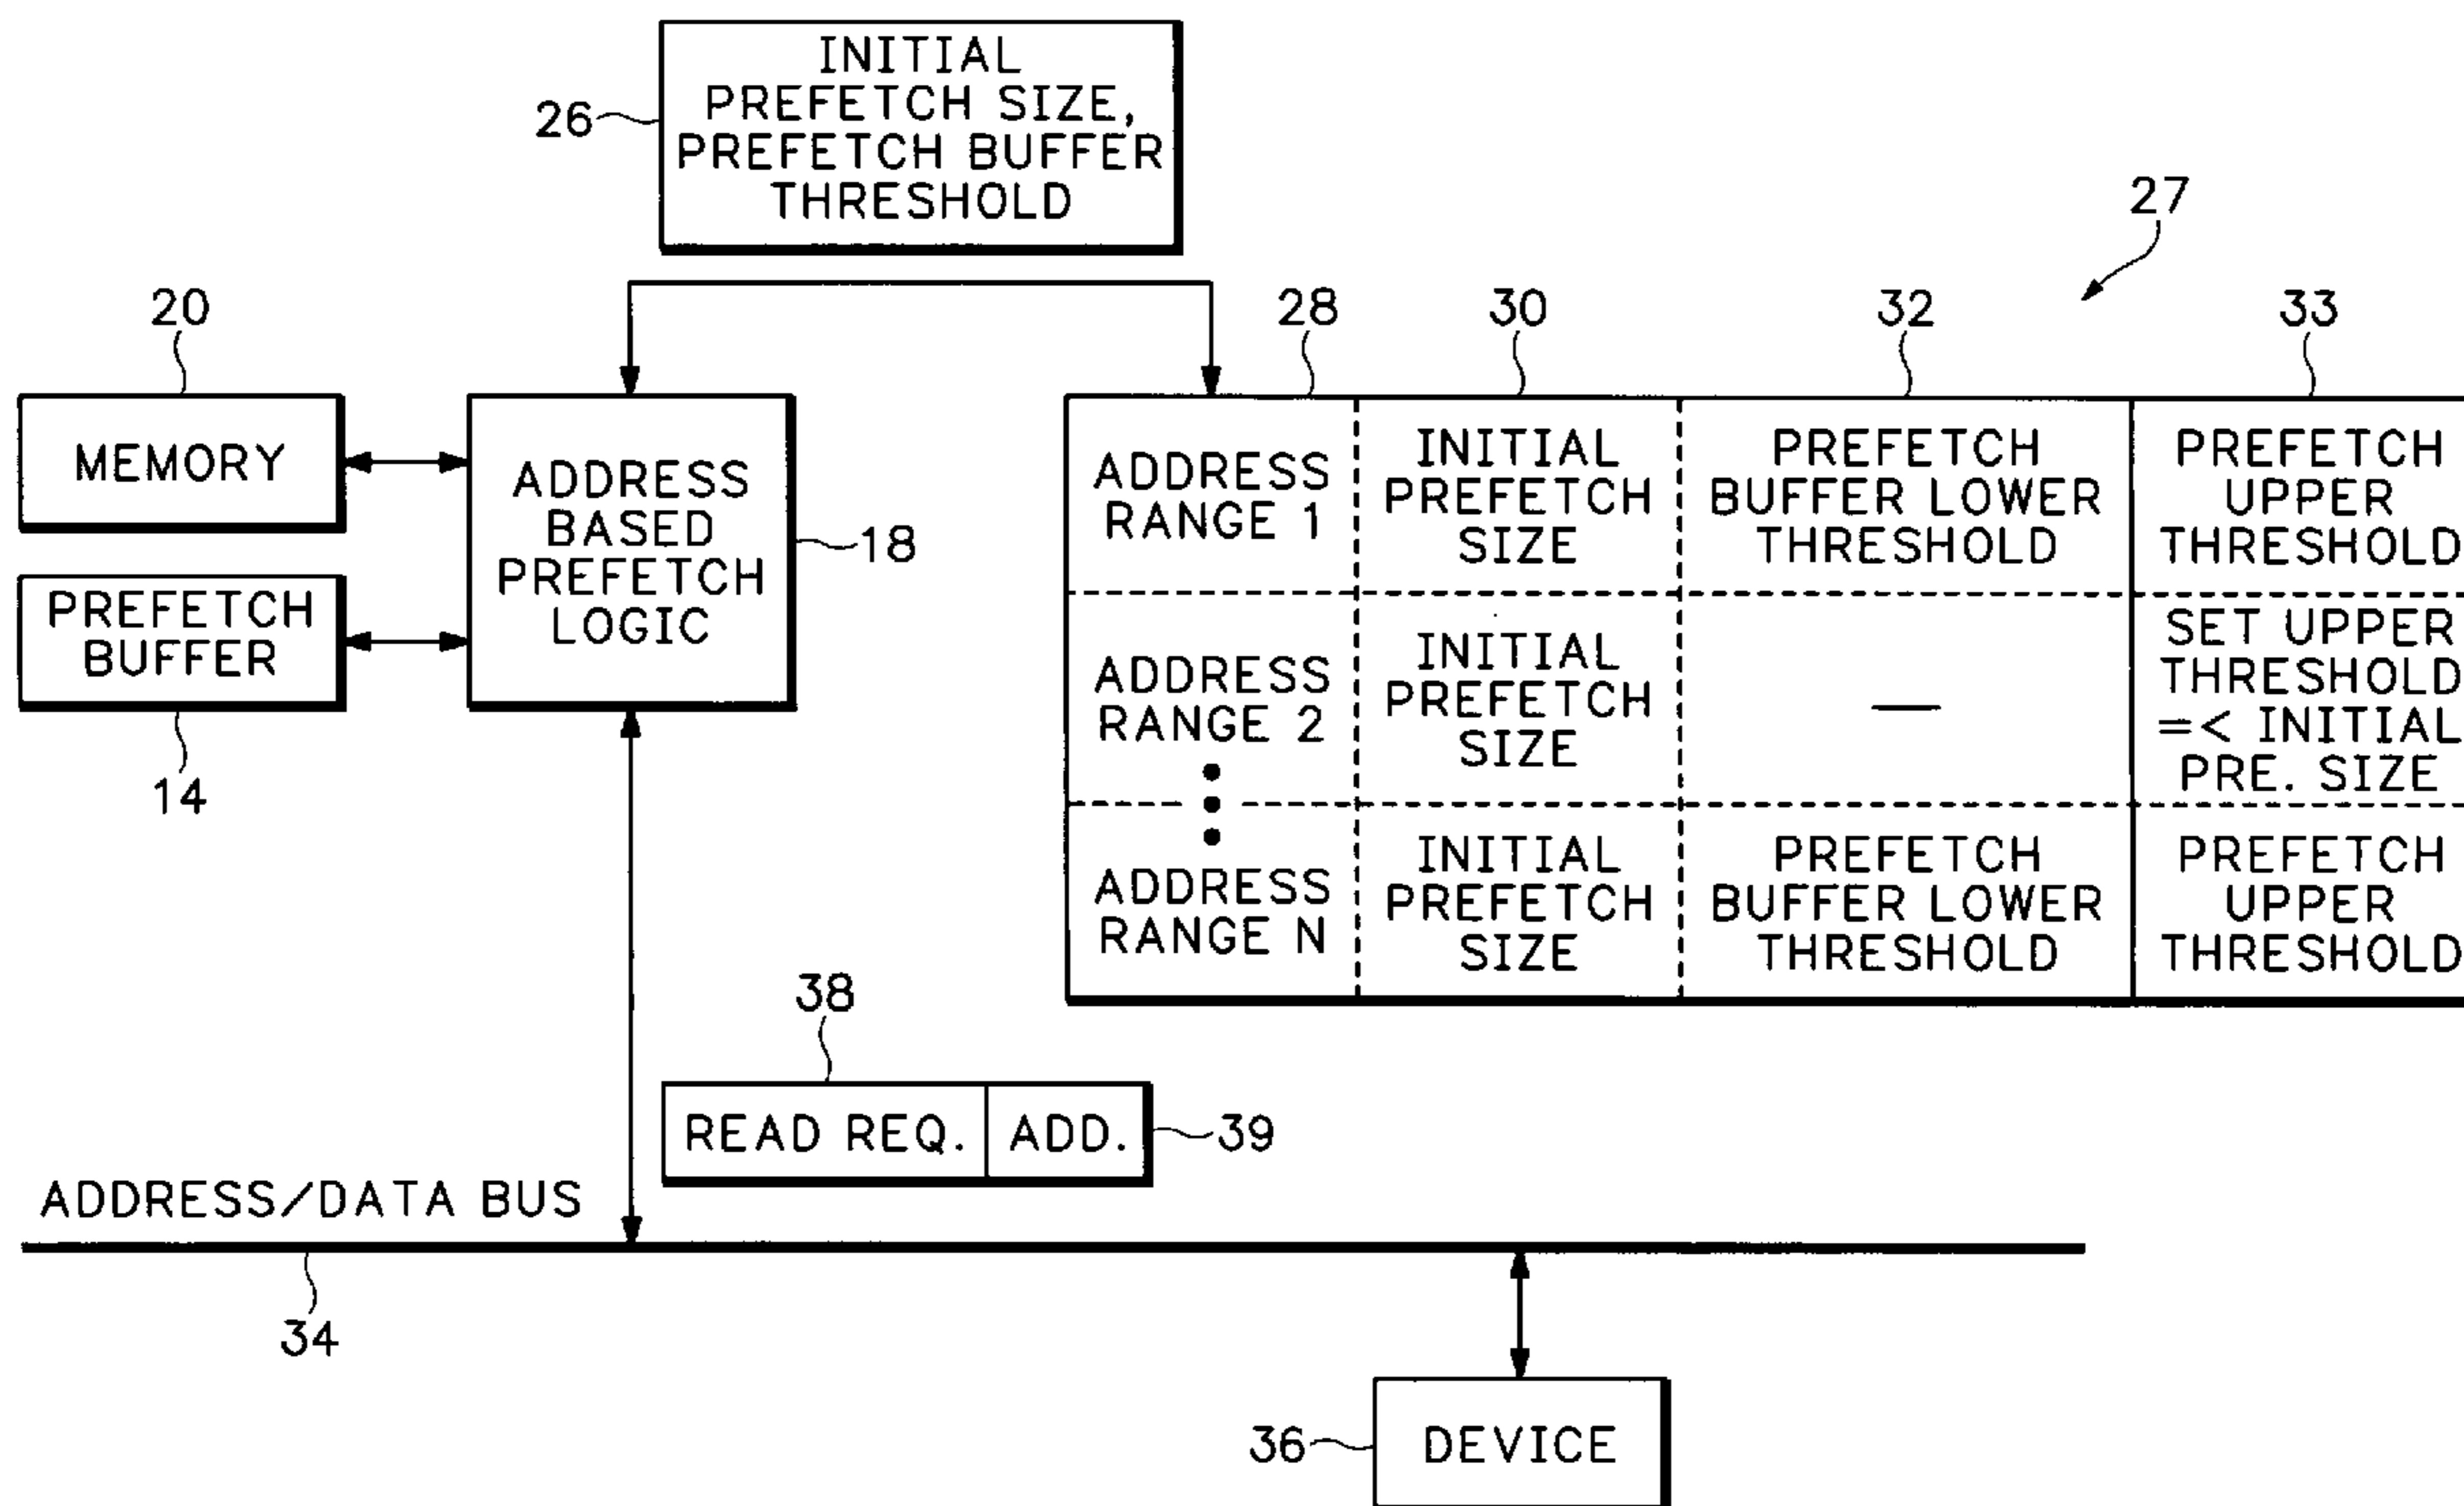 INITIAL
PREFETCH SIZE,
PREFETCH BUFFER
THRESHOLD
26
27
20
28
30
32
33
MEMORY
ADDRESS
BASED
PREFETCH
LOGIC
18
PREFETCH
BUFFER
14
ADDRESS
RANGE 1
INITIAL
PREFETCH
SIZE
PREFETCH
BUFFER LOWER
THRESHOLD
PREFETCH
UPPER
THRESHOLD
ADDRESS
RANGE 2
INITIAL
PREFETCH
SIZE
—
SET UPPER
THRESHOLD
=< INITIAL
PRE. SIZE
ADDRESS
RANGE N
INITIAL
PREFETCH
SIZE
PREFETCH
BUFFER LOWER
THRESHOLD
PREFETCH
UPPER
THRESHOLD
38
READ REQ.
ADD.
39
ADDRESS/DATA BUS
34
36
DEVICE